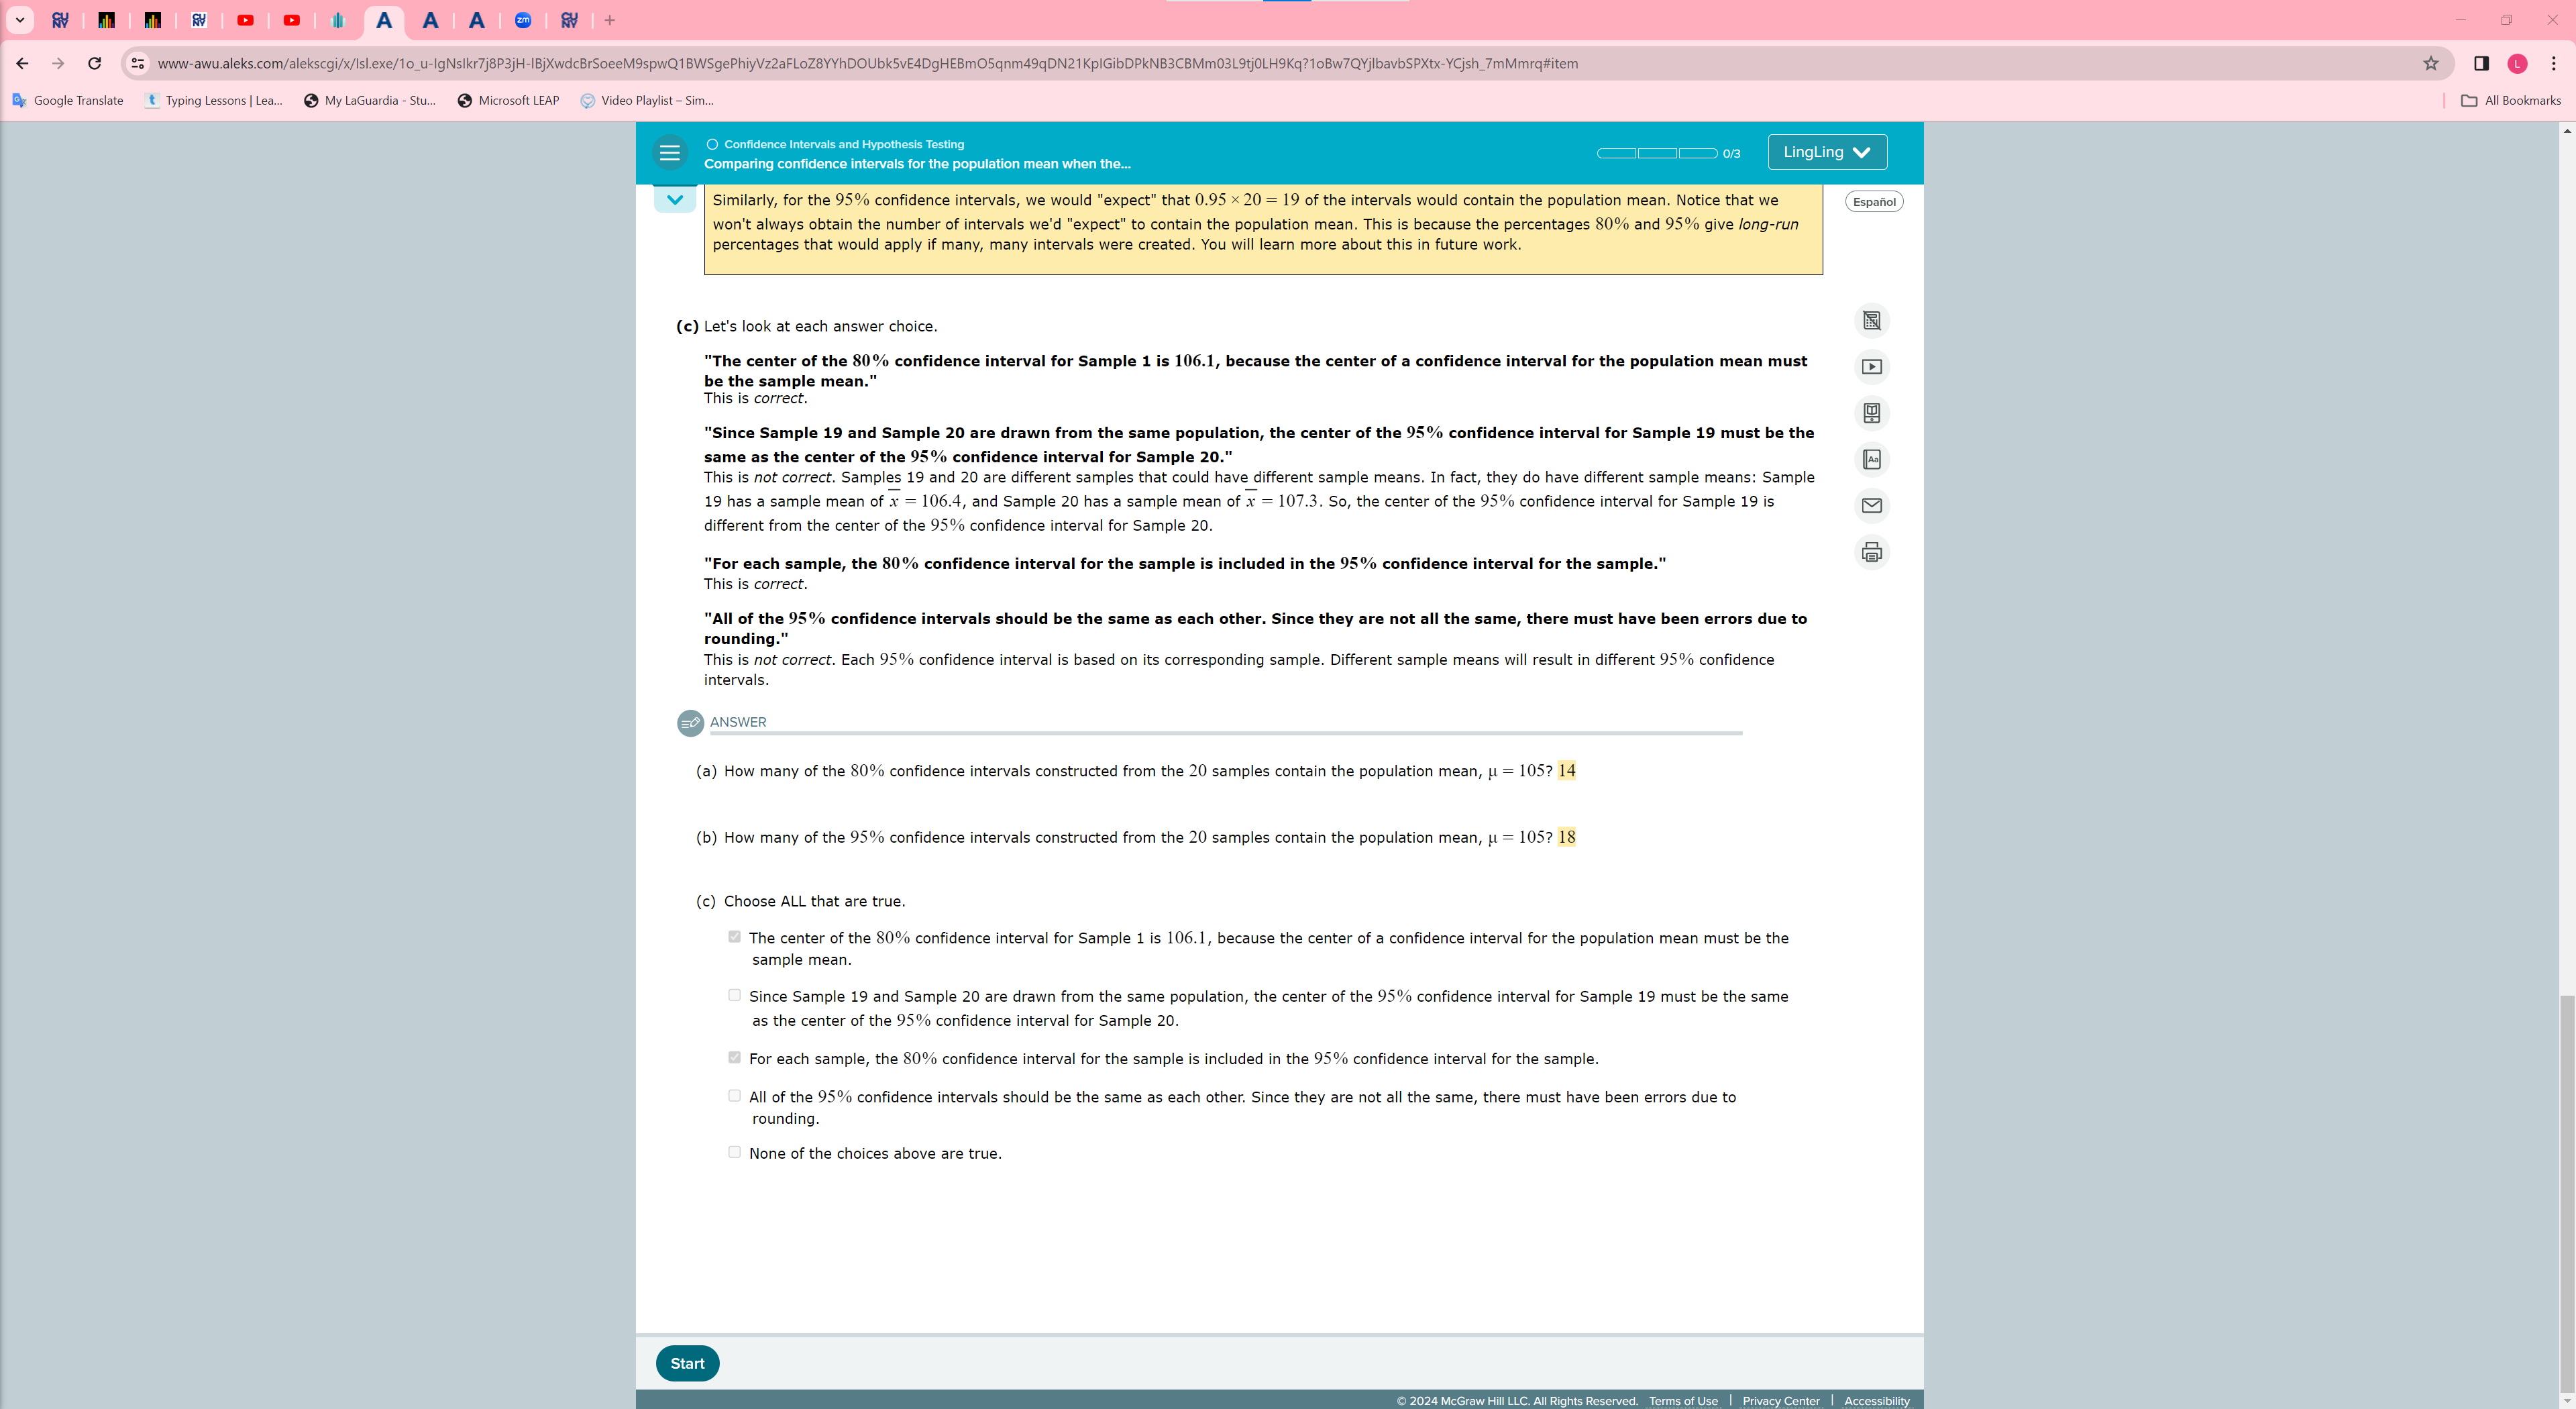 www-awu.aleks.com/alekscgi/x/Isl.exe/1o_u-IgNsIkr7j8P3jH-IBjXwdcBrSoeeM9spwQ1BWSgePhiyVz2aFLoZ8YYhDOUbk5vE4DgHEBmO5qnm49qDN21KpIGibDPkNB3CBMm03L9tj0LH9Kq?1oBw7QYjlbavbSPXtx-YCjsh_7mMmrq#item
L
Google Translate
Typing Lessons | Lea...
My LaGuardia - Stu...
Microsoft LEAP
Video Playlist – Sim...
All Bookmarks
Confidence Intervals and Hypothesis Testing
Comparing confidence intervals for the population mean when the...
0/3
LingLing
Español
Similarly, for the 95% confidence intervals, we would "expect" that 0.95 × 20 = 19 of the intervals would contain the population mean. Notice that we
won't always obtain the number of intervals we'd "expect" to contain the population mean. This is because the percentages 80% and 95% give long-run
percentages that would apply if many, many intervals were created. You will learn more about this in future work.
(c) Let's look at each answer choice.
"The center of the 80% confidence interval for Sample 1 is 106.1, because the center of a confidence interval for the population mean must
be the sample mean."
This is correct.
"Since Sample 19 and Sample 20 are drawn from the same population, the center of the 95% confidence interval for Sample 19 must be the
same as the center of the 95% confidence interval for Sample 20."
This is not correct. Samples 19 and 20 are different samples that could have different sample means. In fact, they do have different sample means: Sample
19 has a sample mean of x̄ = 106.4, and Sample 20 has a sample mean of x̄ = 107.3. So, the center of the 95% confidence interval for Sample 19 is
different from the center of the 95% confidence interval for Sample 20.
"For each sample, the 80% confidence interval for the sample is included in the 95% confidence interval for the sample."
This is correct.
"All of the 95% confidence intervals should be the same as each other. Since they are not all the same, there must have been errors due to
rounding."
This is not correct. Each 95% confidence interval is based on its corresponding sample. Different sample means will result in different 95% confidence
intervals.
ANSWER
(a) How many of the 80% confidence intervals constructed from the 20 samples contain the population mean, μ = 105? 14
(b) How many of the 95% confidence intervals constructed from the 20 samples contain the population mean, μ = 105? 18
(c) Choose ALL that are true.
The center of the 80% confidence interval for Sample 1 is 106.1, because the center of a confidence interval for the population mean must be the
sample mean.
Since Sample 19 and Sample 20 are drawn from the same population, the center of the 95% confidence interval for Sample 19 must be the same
as the center of the 95% confidence interval for Sample 20.
For each sample, the 80% confidence interval for the sample is included in the 95% confidence interval for the sample.
All of the 95% confidence intervals should be the same as each other. Since they are not all the same, there must have been errors due to
rounding.
None of the choices above are true.
Start
© 2024 McGraw Hill LLC. All Rights Reserved. Terms of Use | Privacy Center | Accessibility